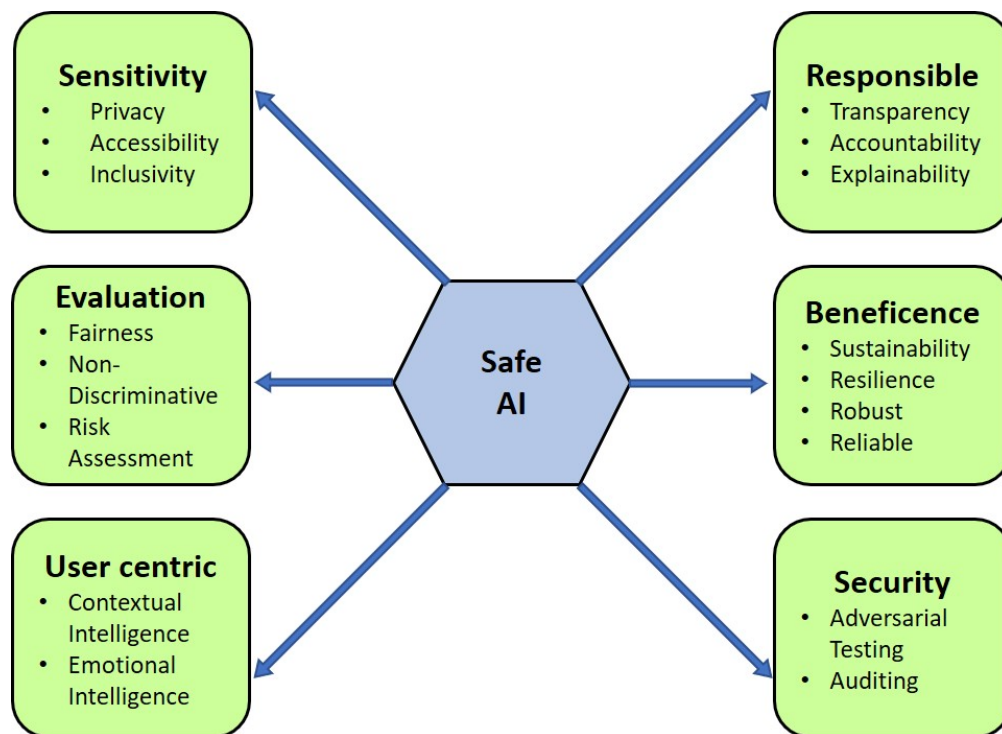 Sensitivity
• Privacy
• Accessibility
• Inclusivity
Responsible
• Transparency
• Accountability
• Explainability
Evaluation
• Fairness
• Non-
Discriminative
• Risk
Assessment
Safe
AI
Beneficence
• Sustainability
• Resilience
• Robust
• Reliable
User centric
• Contextual
Intelligence
• Emotional
Intelligence
Security
• Adversarial
Testing
• Auditing